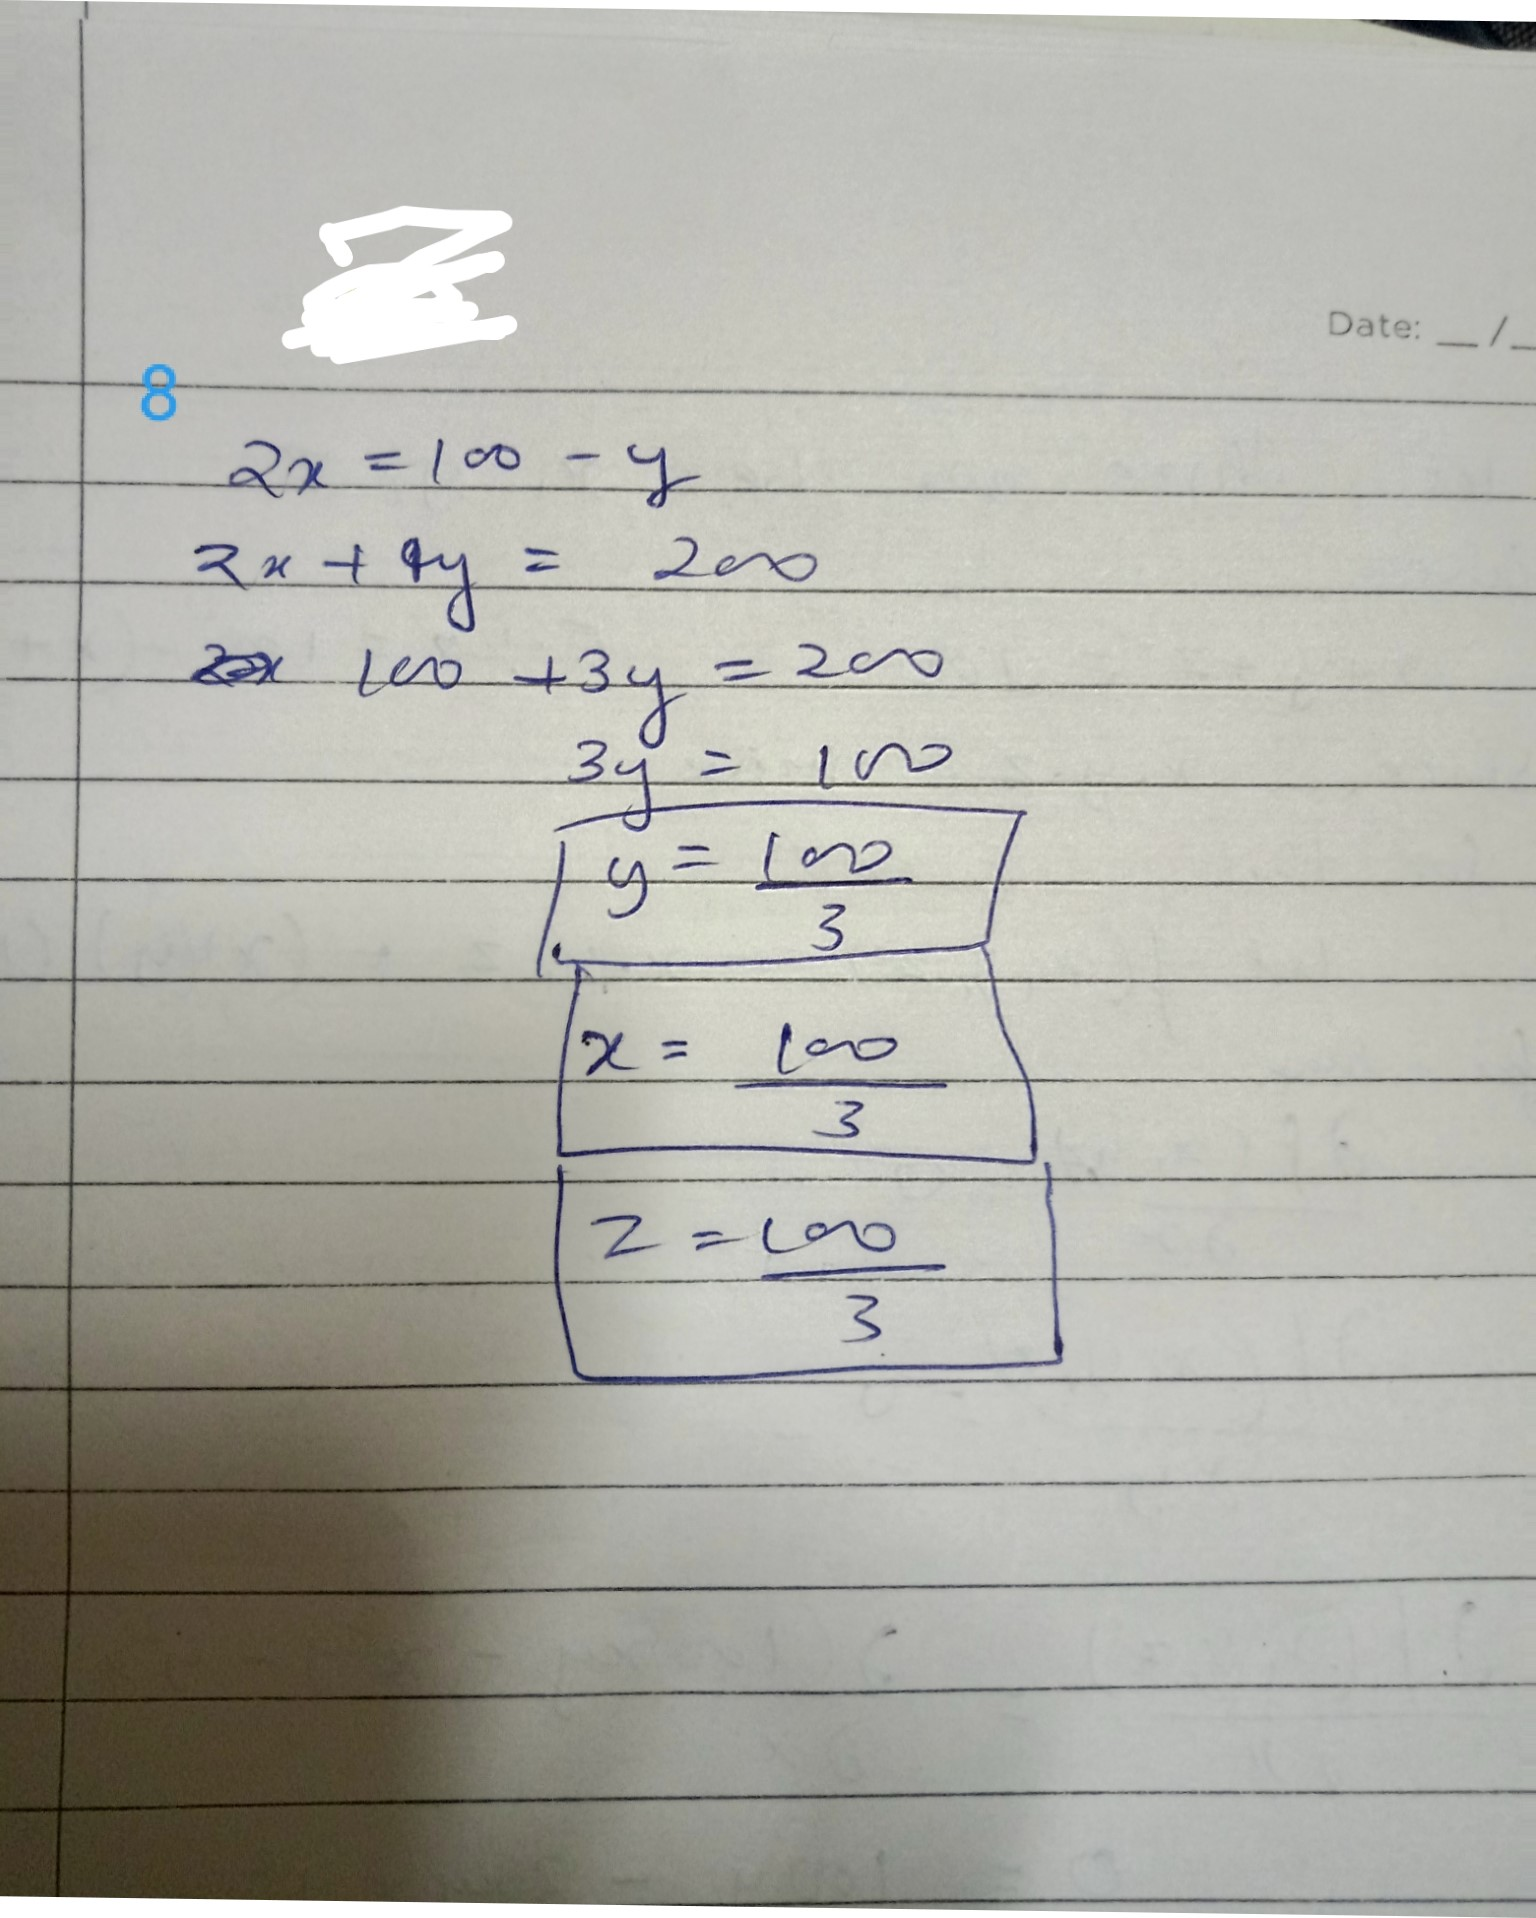 Date: __/_
8
2x = 100 - y
2x + 4y = 200
100 + 3y = 200
3y = 100
y = 100/3
x = 100/3
z = 100/3